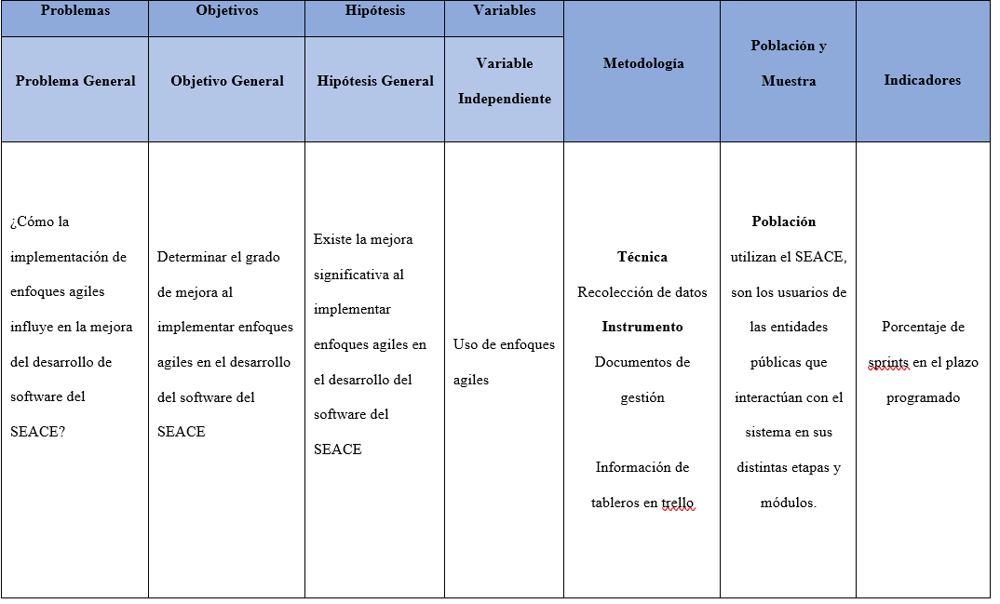 Problemas
Objetivos
Hipótesis
Variables
Metodología
Población y
Muestra
Indicadores
Problema General
Objetivo General
Hipótesis General
Variable
Independiente
¿Cómo la
implementación de
enfoques agiles
influye en la mejora
del desarrollo de
software del
SEACE?
Determinar el grado
de mejora al
implementar enfoques
agiles en el desarrollo
del software del
SEACE
Existe la mejora
significativa al
implementar
enfoques agiles en
el desarrollo del
software del
SEACE
Uso de enfoques
agiles
Técnica
Recolección de datos
Instrumento
Documentos de
gestión
Información de
tableros en trello
Población
utilizan el SEACE,
son los usuarios de
las entidades
públicas que
interactúan con el
sistema en sus
distintas etapas y
módulos.
Porcentaje de
sprints en el plazo
programado